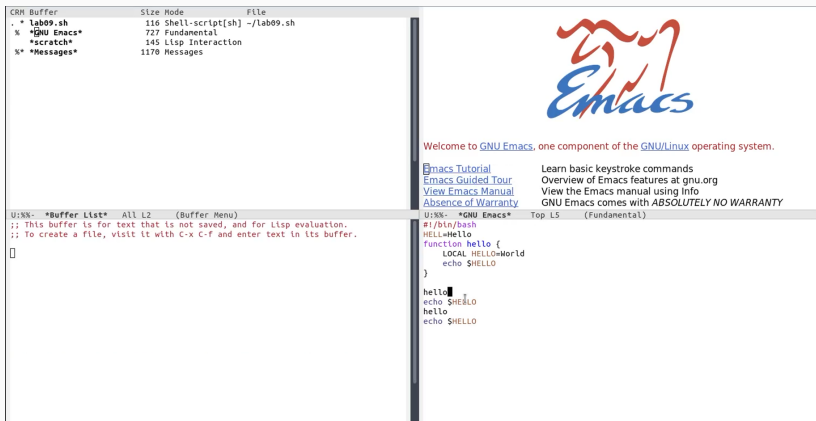 CRM Buffer                Size Mode             File
. * lab09.sh               116 Shell-script[sh] ~/lab09.sh
 %  *GNU Emacs*            727 Fundamental
    *scratch*              145 Lisp Interaction
 %* *Messages*            1170 Messages
U:%%-  *Buffer List*   All L2     (Buffer Menu)
Emacs
Welcome to GNU Emacs, one component of the GNU/Linux operating system.
Emacs Tutorial Learn basic keystroke commands
Emacs Guided Tour Overview of Emacs features at gnu.org
View Emacs Manual View the Emacs manual using Info
Absence of Warranty GNU Emacs comes with ABSOLUTELY NO WARRANTY
U:%%-  *GNU Emacs*   Top L5     (Fundamental)
;; This buffer is for text that is not saved, and for Lisp evaluation.
;; To create a file, visit it with C-x C-f and enter text in its buffer.
#!/bin/bash
HELL=Hello
function hello {
    LOCAL HELLO=World
    echo $HELLO
}
hello
echo $HELLO
hello
echo $HELLO